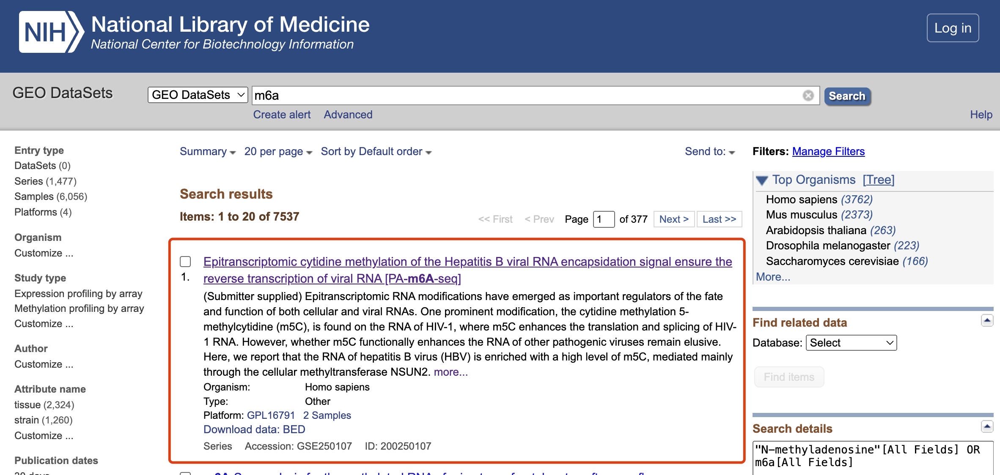 NIH National Library of Medicine
National Center for Biotechnology Information
Log in
GEO DataSets
GEO DataSets
m6a
Search
Create alert Advanced
Help
Entry type
DataSets (0)
Series (1,477)
Samples (6,056)
Platforms (4)
Organism
Customize ...
Study type
Expression profiling by array
Methylation profiling by array
Customize ...
Author
Customize ...
Attribute name
tissue (2,324)
strain (1,260)
Customize ...
Publication dates
30 days
Summary 20 per page Sort by Default order
Send to:
Search results
Items: 1 to 20 of 7537
<< First < Prev Page 1 of 377 Next > Last >>
Epitranscriptomic cytidine methylation of the Hepatitis B viral RNA encapsidation signal ensure the
1. reverse transcription of viral RNA [PA-m6A-seq]
(Submitter supplied) Epitranscriptomic RNA modifications have emerged as important regulators of the fate
and function of both cellular and viral RNAs. One prominent modification, the cytidine methylation 5-
methylcytidine (m5C), is found on the RNA of HIV-1, where m5C enhances the translation and splicing of HIV-
1 RNA. However, whether m5C functionally enhances the RNA of other pathogenic viruses remain elusive.
Here, we report that the RNA of hepatitis B virus (HBV) is enriched with a high level of m5C, mediated mainly
through the cellular methyltransferase NSUN2. more...
Organism: Homo sapiens
Type: Other
Platform: GPL16791 2 Samples
Download data: BED
Series Accession: GSE250107 ID: 200250107
Filters: Manage Filters
Top Organisms [Tree]
Homo sapiens (3762)
Mus musculus (2373)
Arabidopsis thaliana (263)
Drosophila melanogaster (223)
Saccharomyces cerevisiae (166)
More...
Find related data
Database: Select
Find items
Search details
"N-methyladenosine"[All Fields] OR
m6a[All Fields]